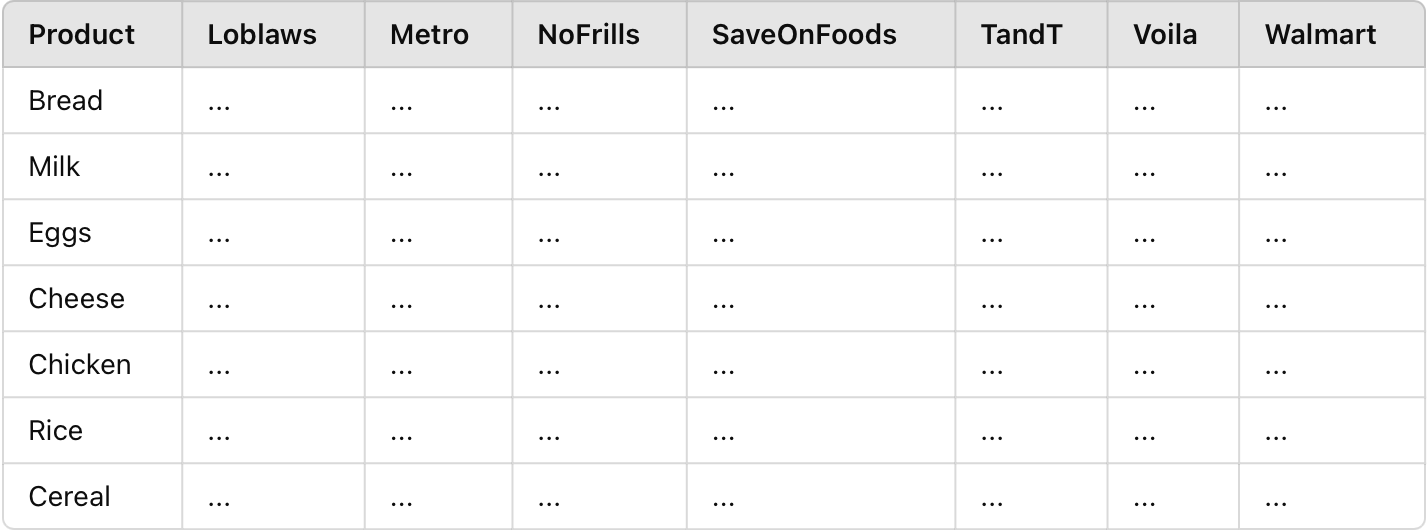 Product Loblaws Metro NoFrills SaveOnFoods TandT Voila Walmart
Bread ... ... ... ... ... ... ...
Milk ... ... ... ... ... ... ...
Eggs ... ... ... ... ... ... ...
Cheese ... ... ... ... ... ... ...
Chicken ... ... ... ... ... ... ...
Rice ... ... ... ... ... ... ...
Cereal ... ... ... ... ... ... ...